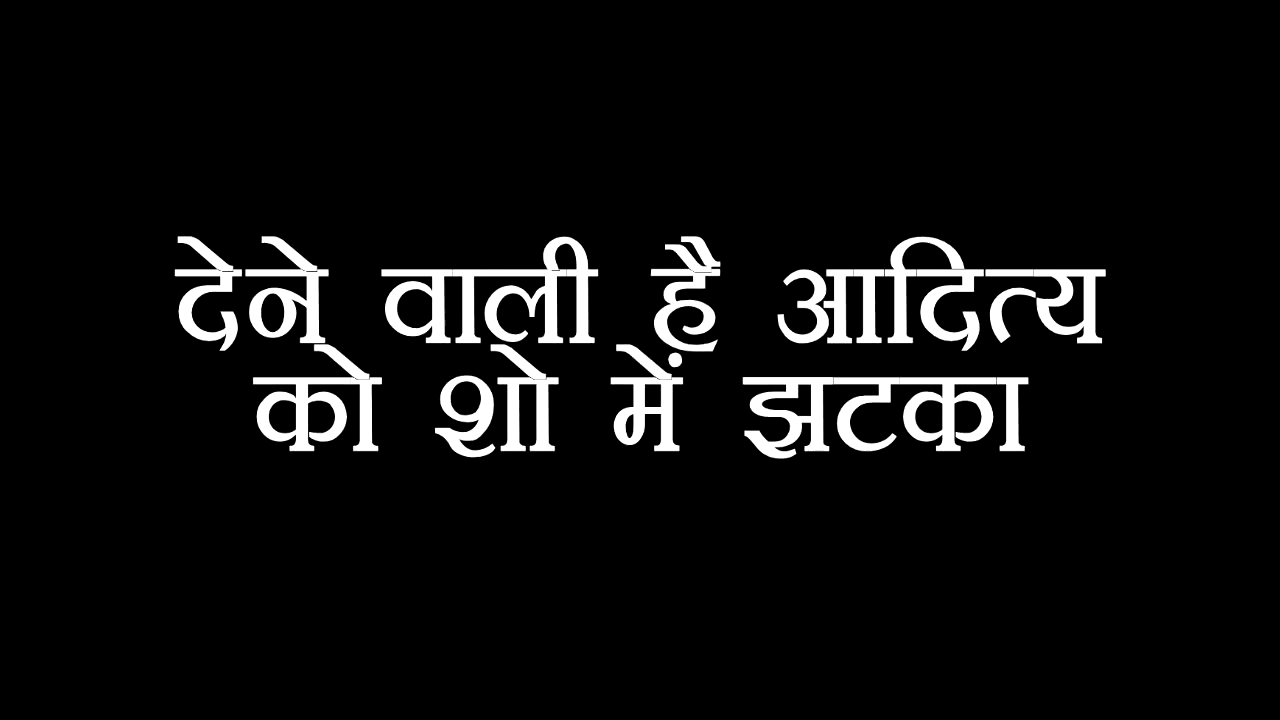 देने वाली है आदित्य
को शो में झटका